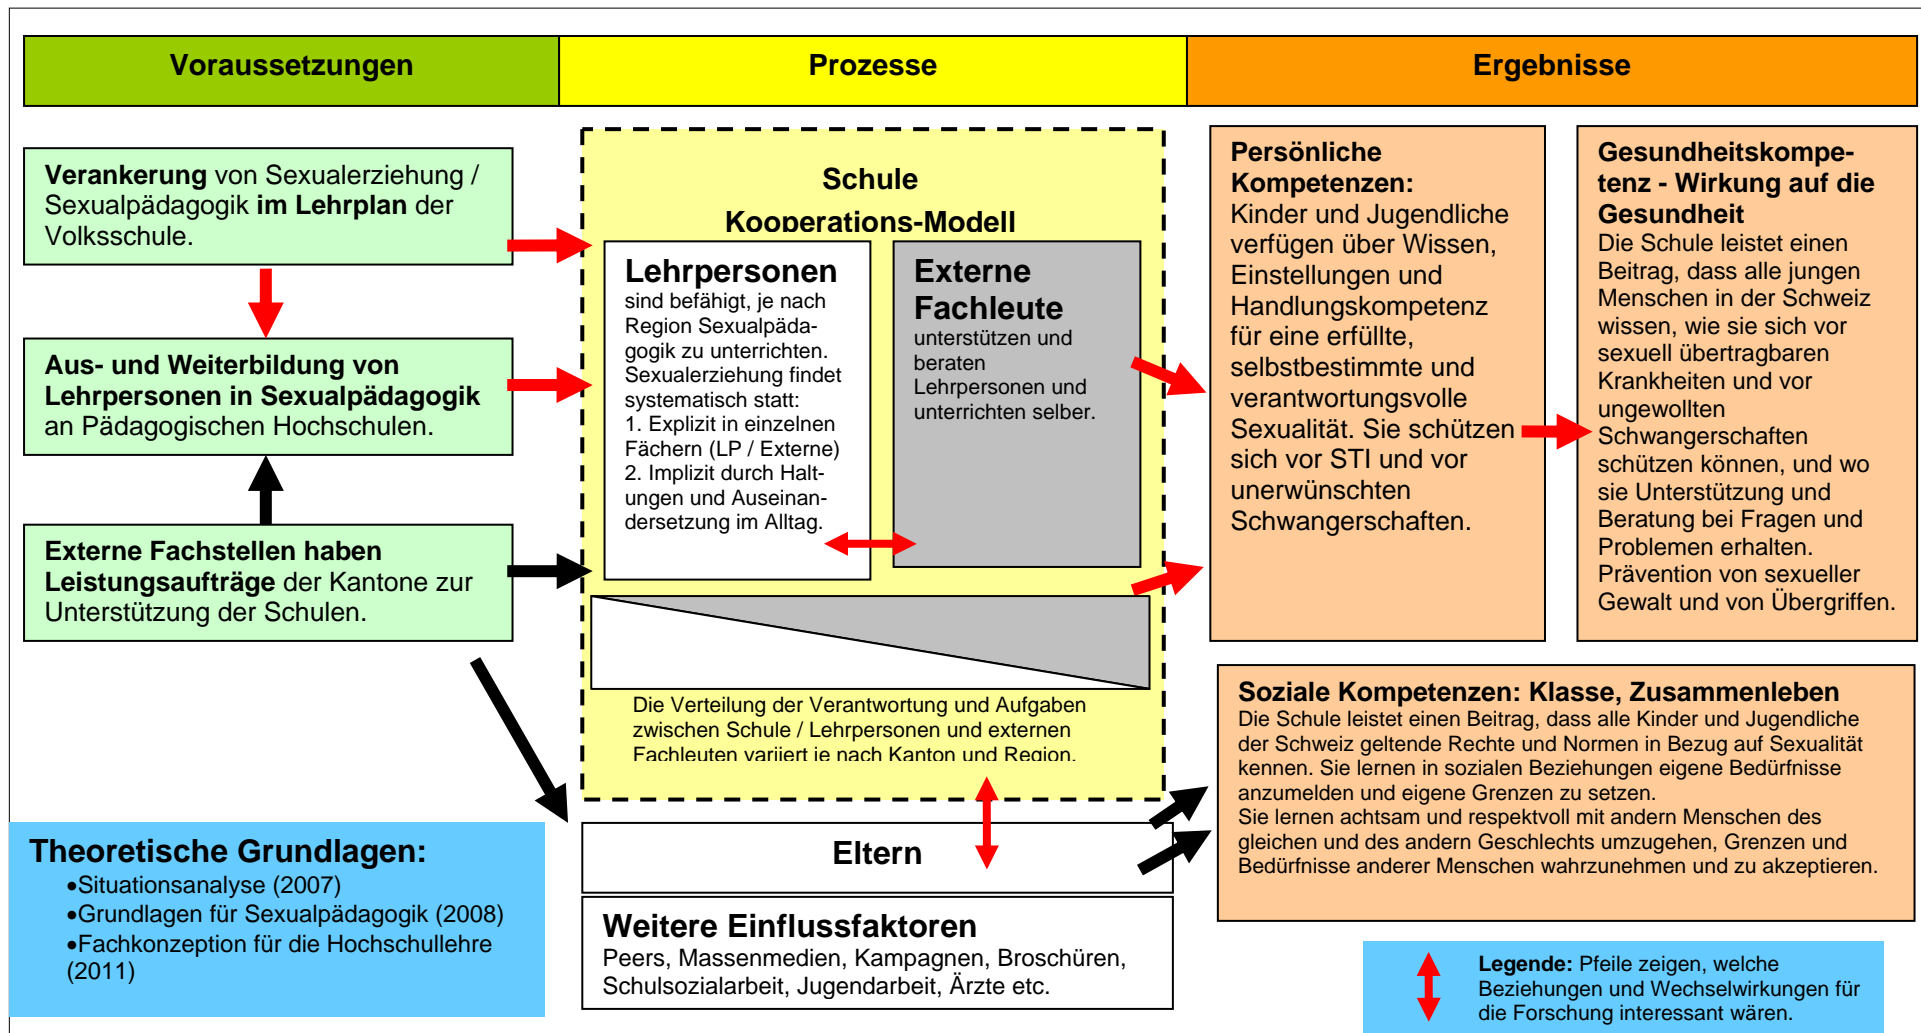 Voraussetzungen
Prozesse
Ergebnisse
Verankerung von Sexualerziehung /
Sexualpädagogik im Lehrplan der
Volksschule.
Aus- und Weiterbildung von
Lehrpersonen in Sexualpädagogik
an Pädagogischen Hochschulen.
Externe Fachstellen haben
Leistungsaufträge der Kantone zur
Unterstützung der Schulen.
Theoretische Grundlagen:
•Situationsanalyse (2007)
•Grundlagen für Sexualpädagogik (2008)
•Fachkonzeption für die Hochschullehre
(2011)
Schule
Kooperations-Modell
Lehrpersonen
sind befähigt, je nach
Region Sexualpäda-
gogik zu unterrichten.
Sexualerziehung findet
systematisch statt:
1. Explizit in einzelnen
Fächern (LP / Externe)
2. Implizit durch Hal-
tungen und Auseinan-
dersetzung im Alltag.
Externe
Fachleute
unterstützen und
beraten
Lehrpersonen und
unterrichten selber.
Die Verteilung der Verantwortung und Aufgaben
zwischen Schule / Lehrpersonen und externen
Fachleuten variiert je nach Kanton und Region.
Eltern
Weitere Einflussfaktoren
Peers, Massenmedien, Kampagnen, Broschüren,
Schulsozialarbeit, Jugendarbeit, Ärzte etc.
Persönliche
Kompetenzen:
Kinder und Jugendliche
verfügen über Wissen,
Einstellungen und
Handlungskompetenz
für eine erfüllte,
selbstbestimmte und
verantwortungsvolle
Sexualität. Sie schützen
sich vor STI und vor
unerwünschten
Schwangerschaften.
Gesundheitskompe-
tenz - Wirkung auf die
Gesundheit
Die Schule leistet einen
Beitrag, dass alle jungen
Menschen in der Schweiz
wissen, wie sie sich vor
sexuell übertragbaren
Krankheiten und vor
ungewollten
Schwangerschaften
schützen können, und wo
sie Unterstützung und
Beratung bei Fragen und
Problemen erhalten.
Prävention von sexueller
Gewalt und von Übergriffen.
Soziale Kompetenzen: Klasse, Zusammenleben
Die Schule leistet einen Beitrag, dass alle Kinder und Jugendliche
der Schweiz geltende Rechte und Normen in Bezug auf Sexualität
kennen. Sie lernen in sozialen Beziehungen eigene Bedürfnisse
anzumelden und eigene Grenzen zu setzen.
Sie lernen achtsam und respektvoll mit andern Menschen des
gleichen und des andern Geschlechts umzugehen, Grenzen und
Bedürfnisse anderer Menschen wahrzunehmen und zu akzeptieren.
Legende: Pfeile zeigen, welche
Beziehungen und Wechselwirkungen für
die Forschung interessant wären.